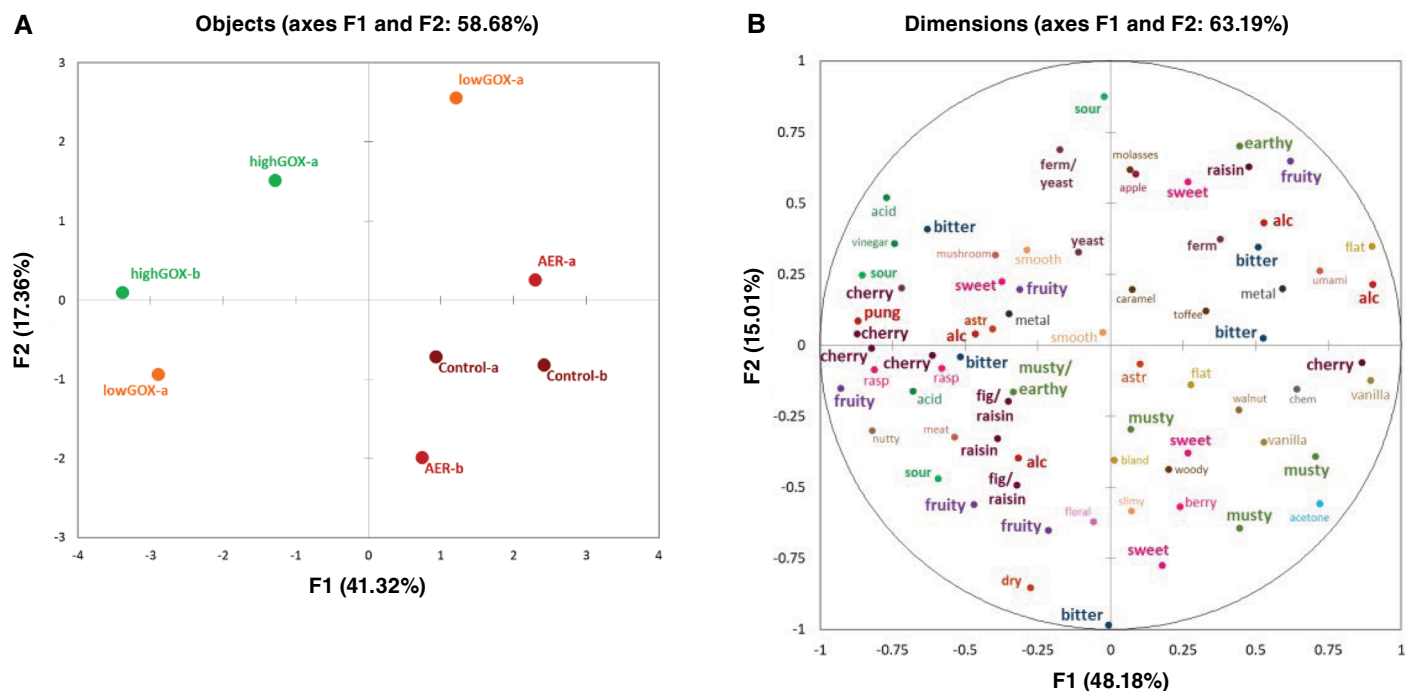 A
Objects (axes F1 and F2: 58.68%)
3
lowGOX-a
2
highGOX-a
1
AER-a
highGOX-b
0
Control-a
Control-b
-1
lowGOX-a
AER-b
-2
-3
-4
-3
-2
-1
0
1
2
3
4
F2 (17.36%)
F1 (41.32%)
B
Dimensions (axes F1 and F2: 63.19%)
1
sour
0.75
earthy
molasses
ferm/
yeast
raisin
fruity
apple
sweet
0.5
acid
bitter
alc
vinegar
mushroom
smooth
yeast
ferm
bitter
flat
0.25
sour
umami
cherry
sweet
fruity
caramel
metal
alc
pung
astr
metal
toffee
cherry
alc
smooth
bitter
0
cherry
cherry
bitter
musty/
earthy
astr
flat
cherry
rasp
rasp
fruity
acid
fig/
raisin
walnut
chem
vanilla
-0.25
nutty
meat
musty
raisin
sweet
vanilla
alc
bland
woody
musty
sour
fig/
raisin
-0.5
fruity
slimy
berry
acetone
fruity
floral
musty
-0.75
sweet
dry
bitter
-1
-1
-0.75
-0.5
-0.25
0
0.25
0.5
0.75
1
F2 (15.01%)
F1 (48.18%)